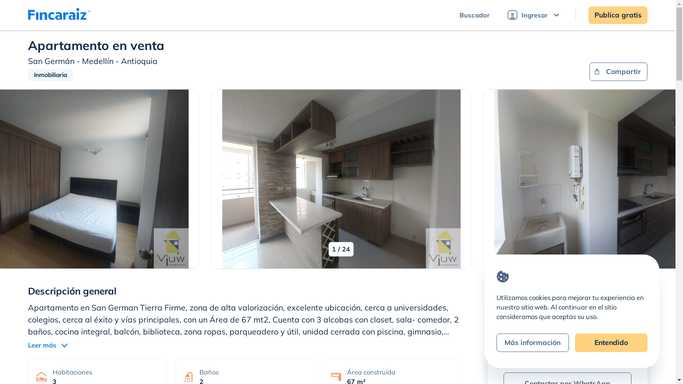 Fincaraiz
Buscador
Ingresar
Publica gratis
Apartamento en venta
San Germán - Medellín - Antioquia
Inmobiliaria
Compartir
Vjuw
1 / 24
Vjuw
Descripción general
Apartamento en San German Tierra Firme, zona de alta valorización, excelente ubicación, cerca a universidades,
colegios, cerca al éxito y vías principales, con un Área de 67 mt2, Cuenta con 3 alcobas con closet, sala- comedor, 2
baños, cocina integral, balcón, biblioteca, zona ropas, parqueadero y útil, unidad cerrada con piscina, gimnasio,...
Leer más
Habitaciones
3
Baños
2
Área construida
67 m²
Utilizamos cookies para mejorar tu experiencia en
nuestro sitio web. Al continuar en el sitio
consideramos que aceptas su uso.
Más información
Entendido
Contactar por WhatsApp